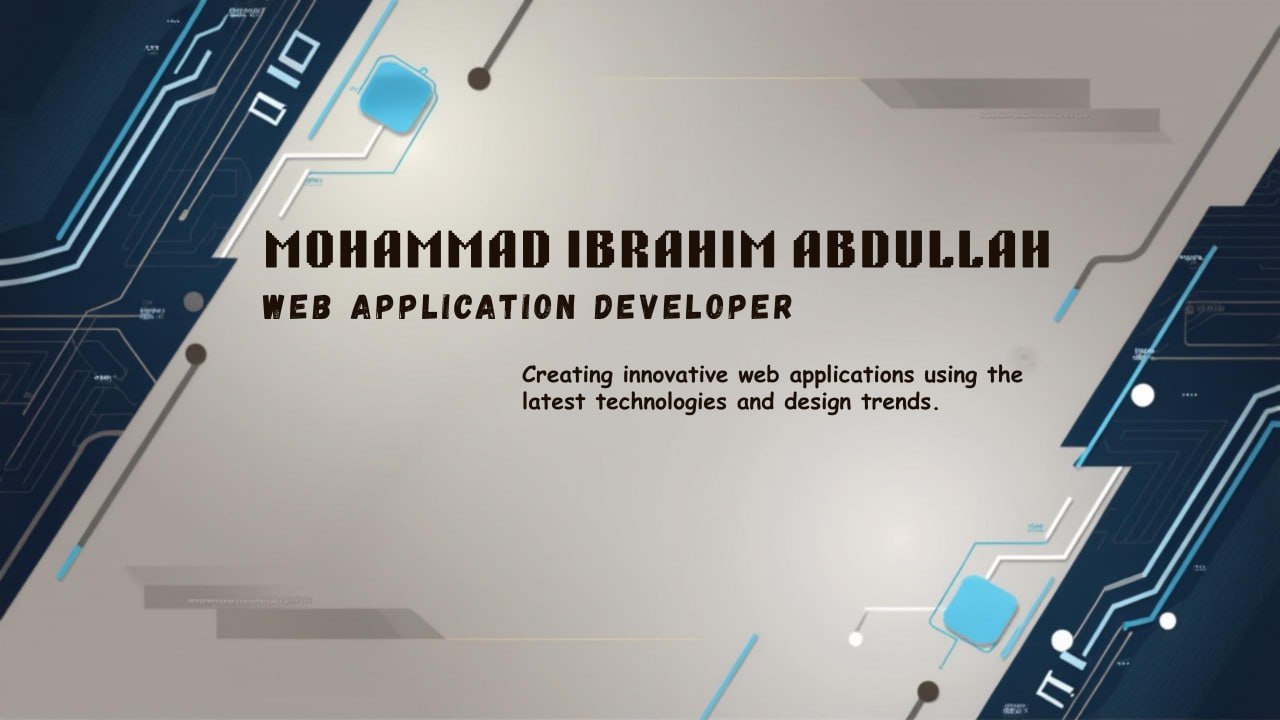 MOHAMMAD IBRAHIM ABDULLAH
WEB APPLICATION DEVELOPER
Creating innovative web applications using the
latest technologies and design trends.